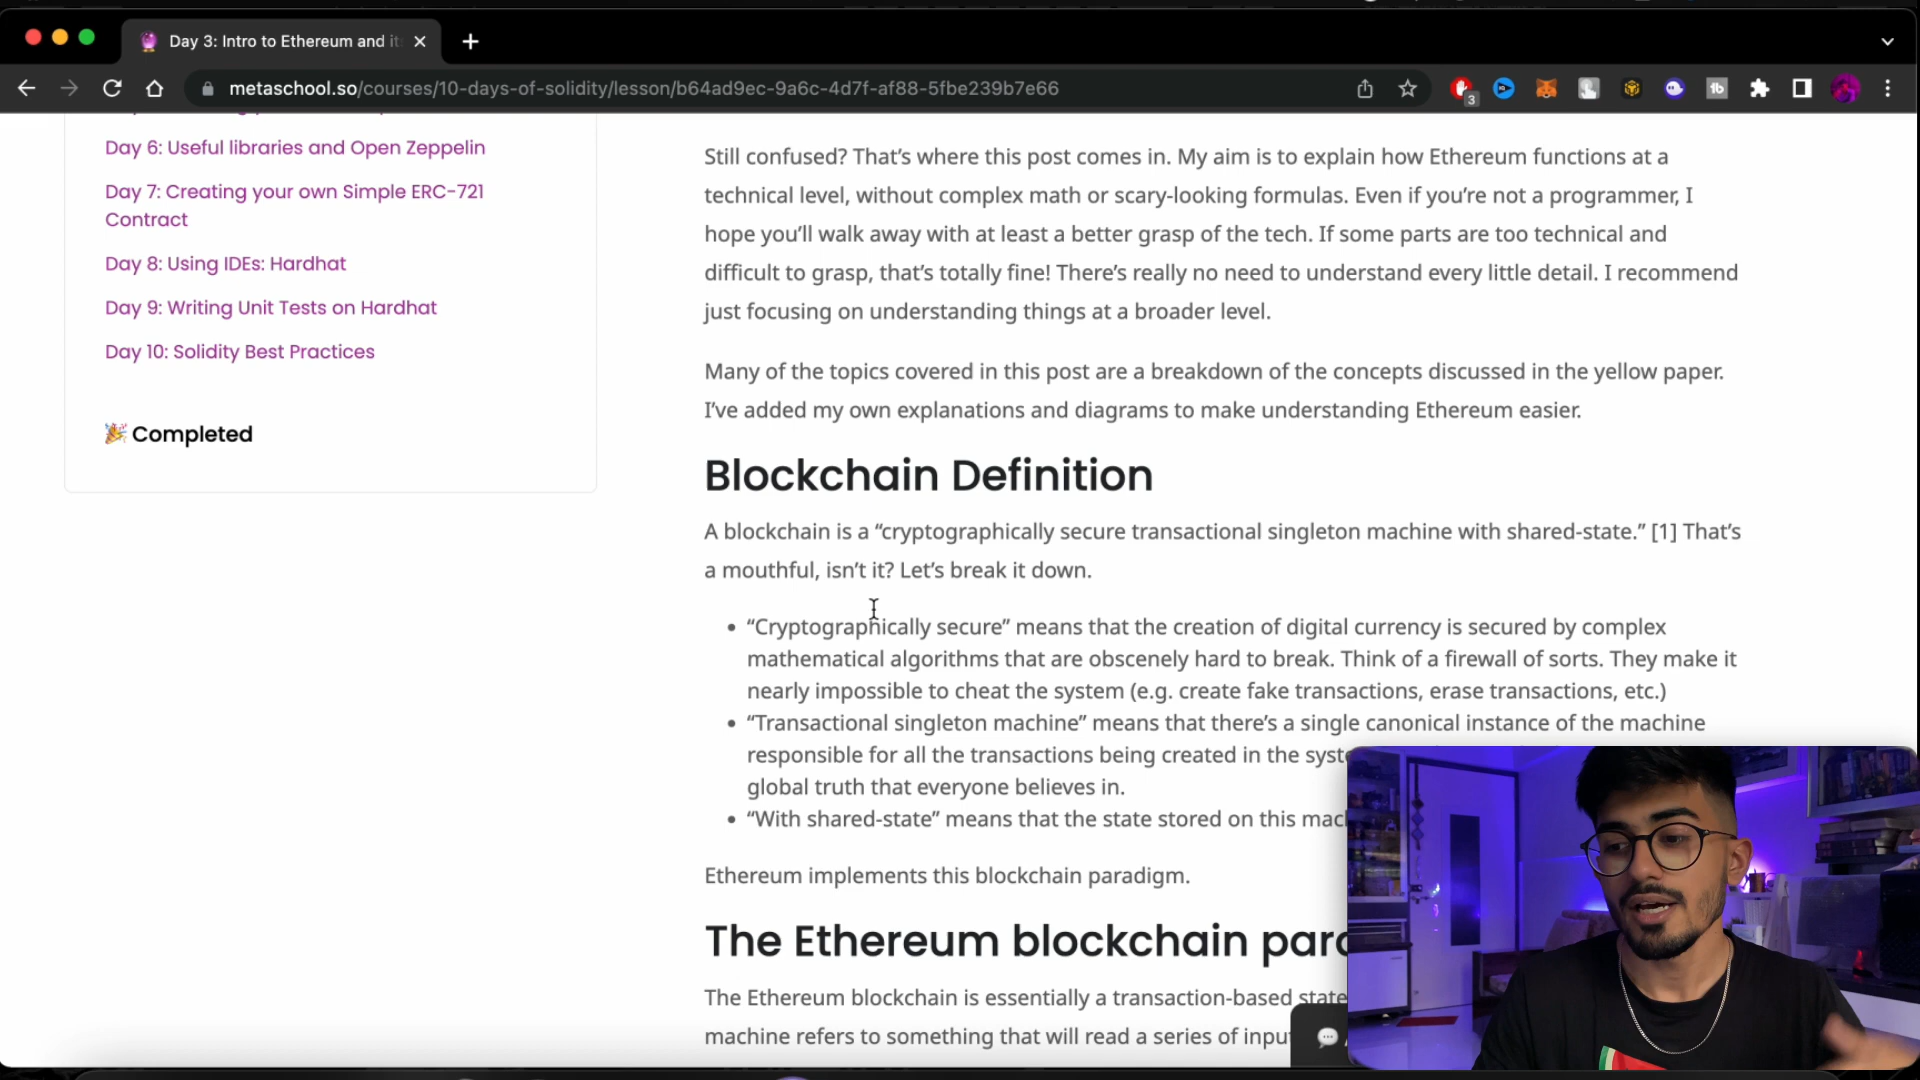 Day 3: Intro to Ethereum and it
metaschool.so/courses/10-days-of-solidity/lesson/b64ad9ec-9a6c-4d7f-af88-5fbe239b7e66
3
Day 6: Useful libraries and Open Zeppelin
Day 7: Creating your own Simple ERC-721
Contract
Day 8: Using IDEs: Hardhat
Day 9: Writing Unit Tests on Hardhat
Day 10: Solidity Best Practices
🎉 Completed
Still confused? That’s where this post comes in. My aim is to explain how Ethereum functions at a
technical level, without complex math or scary-looking formulas. Even if you’re not a programmer, I
hope you’ll walk away with at least a better grasp of the tech. If some parts are too technical and
difficult to grasp, that’s totally fine! There’s really no need to understand every little detail. I recommend
just focusing on understanding things at a broader level.
Many of the topics covered in this post are a breakdown of the concepts discussed in the yellow paper.
I’ve added my own explanations and diagrams to make understanding Ethereum easier.
Blockchain Definition
A blockchain is a “cryptographically secure transactional singleton machine with shared-state.” [1] That’s
a mouthful, isn’t it? Let’s break it down.
• “Cryptographically secure” means that the creation of digital currency is secured by complex
mathematical algorithms that are obscenely hard to break. Think of a firewall of sorts. They make it
nearly impossible to cheat the system (e.g. create fake transactions, erase transactions, etc.)
• “Transactional singleton machine” means that there’s a single canonical instance of the machine
responsible for all the transactions being created in the syste
global truth that everyone believes in.
• “With shared-state” means that the state stored on this mac
Ethereum implements this blockchain paradigm.
The Ethereum blockchain para
The Ethereum blockchain is essentially a transaction-based state
machine refers to something that will read a series of input